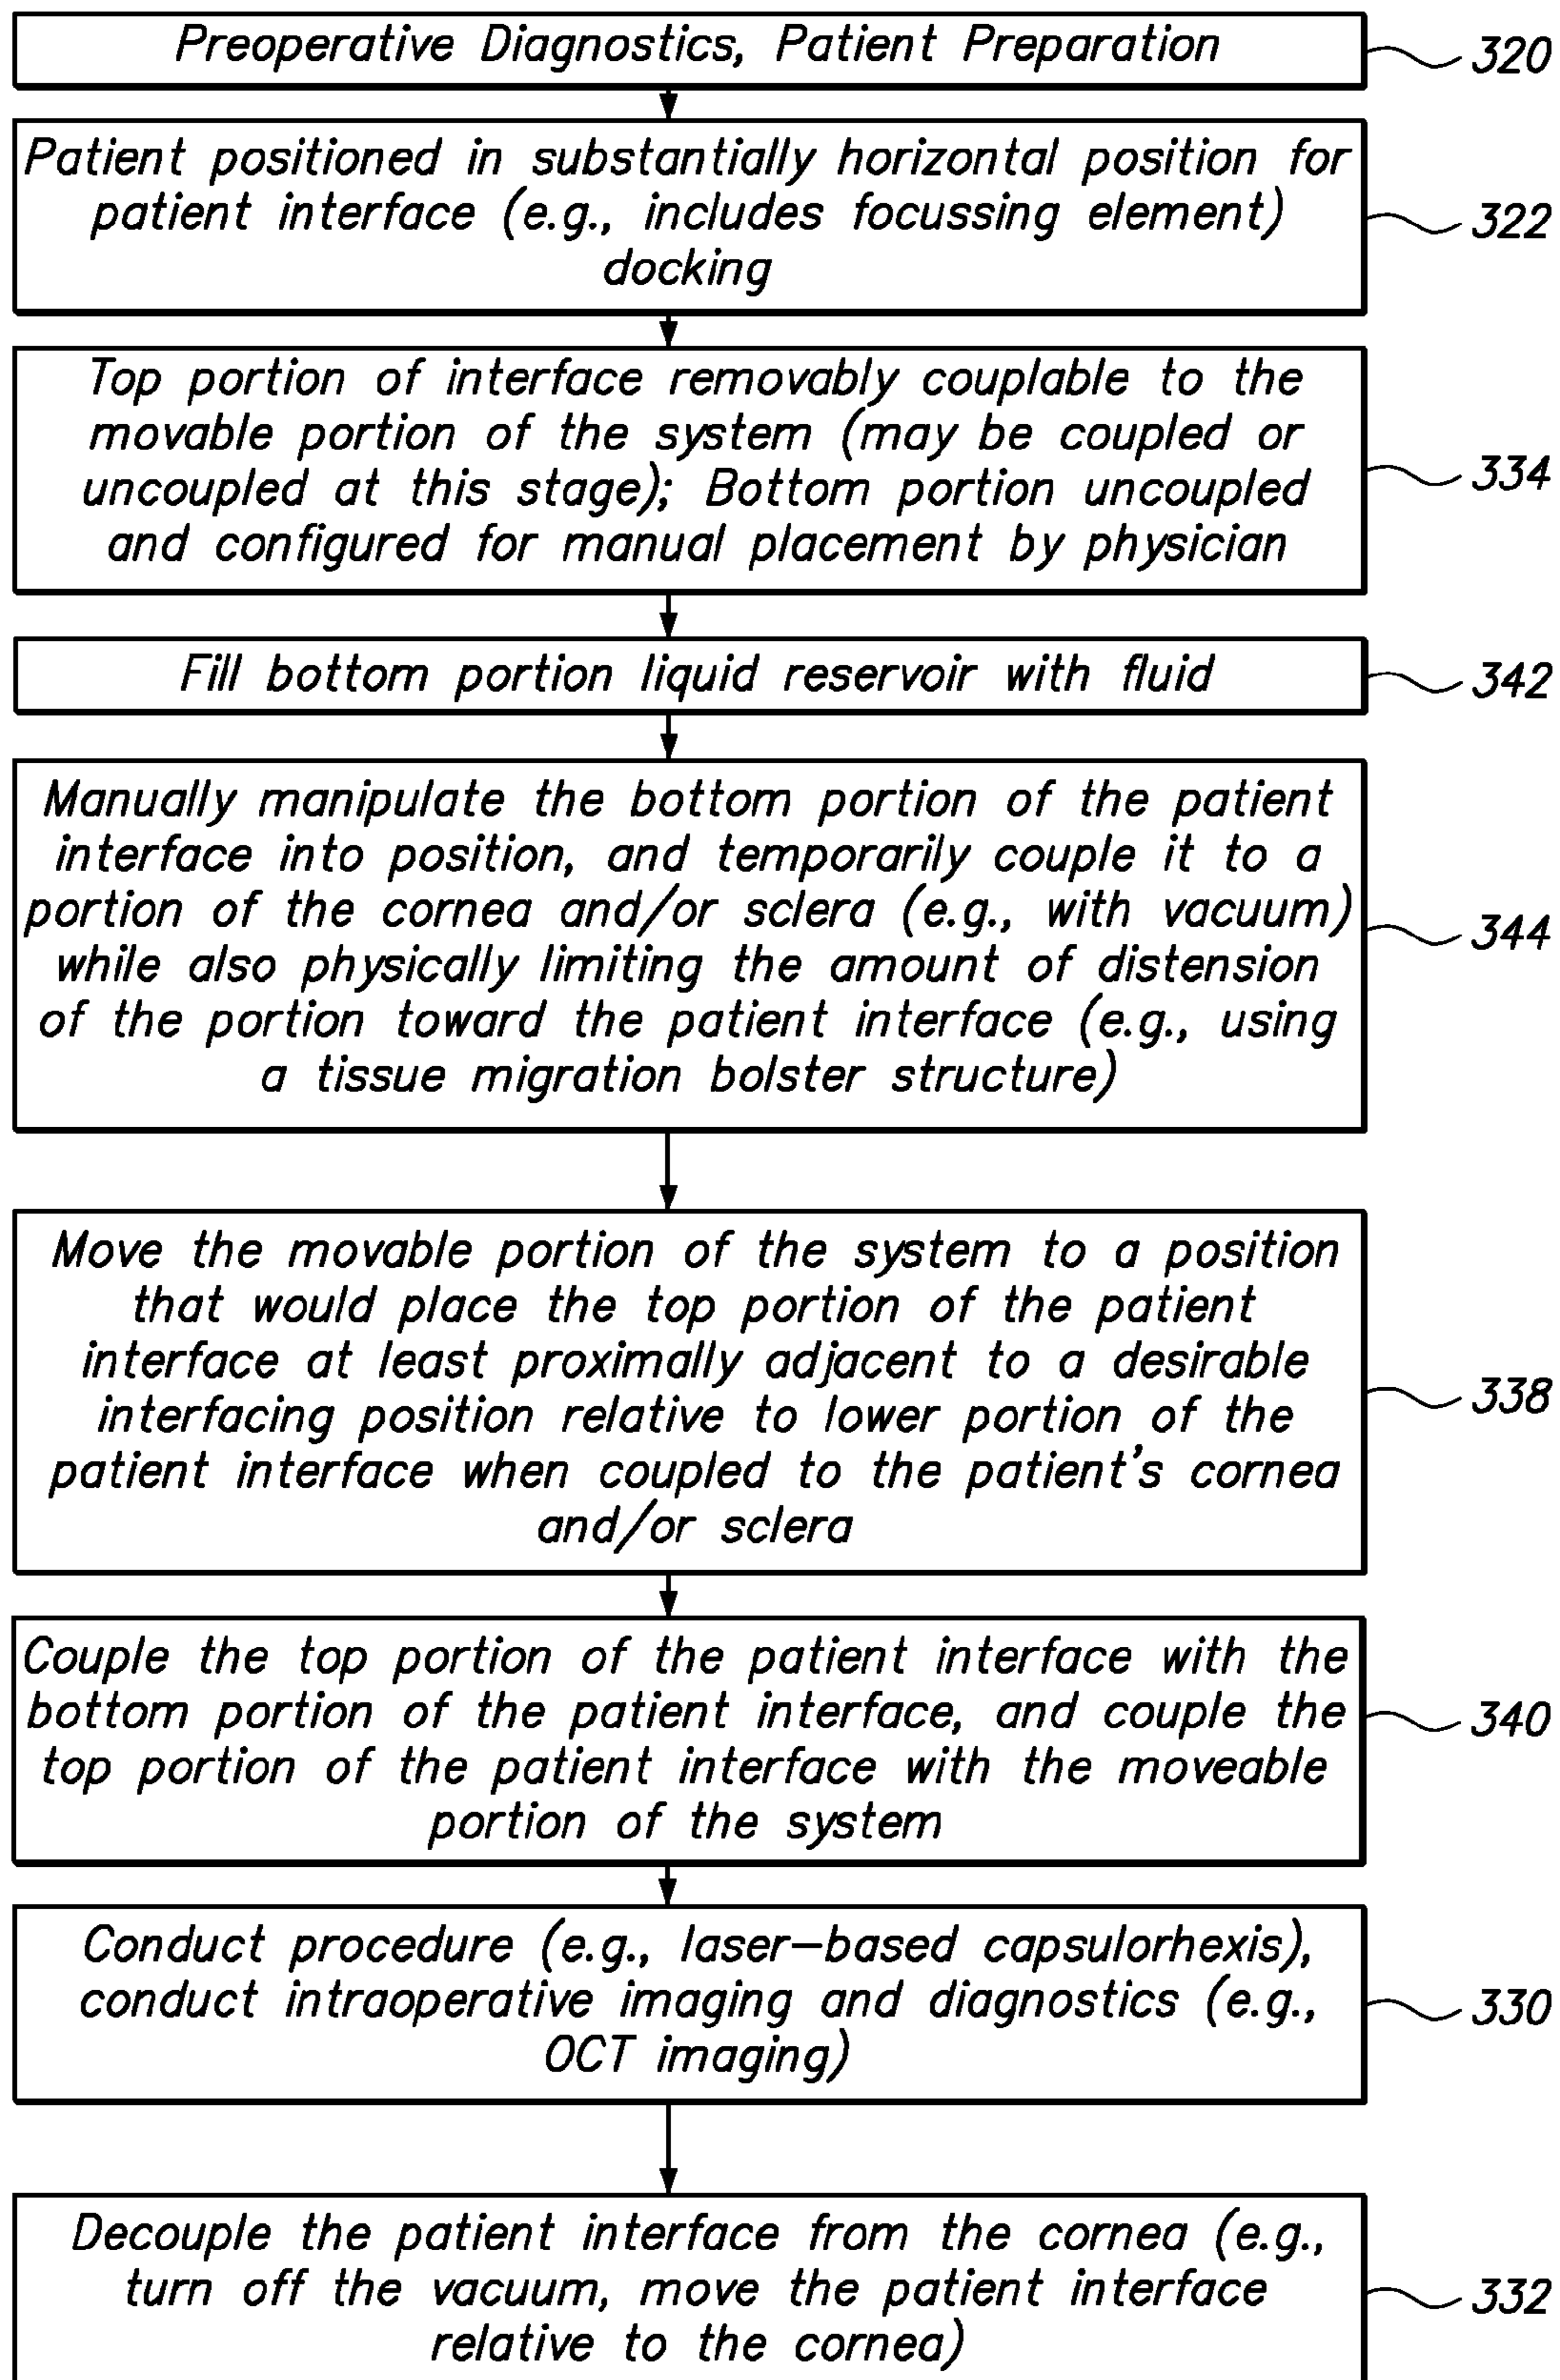 Preoperative Diagnostics, Patient Preparation
320
Patient positioned in substantially horizontal position for
patient interface (e.g., includes focussing element)
docking
322
Top portion of interface removably couplable to the
movable portion of the system (may be coupled or
uncoupled at this stage); Bottom portion uncoupled
and configured for manual placement by physician
334
Fill bottom portion liquid reservoir with fluid
342
Manually manipulate the bottom portion of the patient
interface into position, and temporarily couple it to a
portion of the cornea and/or sclera (e.g., with vacuum)
while also physically limiting the amount of distension
of the portion toward the patient interface (e.g., using
a tissue migration bolster structure)
344
Move the movable portion of the system to a position
that would place the top portion of the patient
interface at least proximally adjacent to a desirable
interfacing position relative to lower portion of the
patient interface when coupled to the patient's cornea
and/or sclera
338
Couple the top portion of the patient interface with the
bottom portion of the patient interface, and couple the
top portion of the patient interface with the moveable
portion of the system
340
Conduct procedure (e.g., laser-based capsulorhexis),
conduct intraoperative imaging and diagnostics (e.g.,
OCT imaging)
330
Decouple the patient interface from the cornea (e.g.,
turn off the vacuum, move the patient interface
relative to the cornea)
332